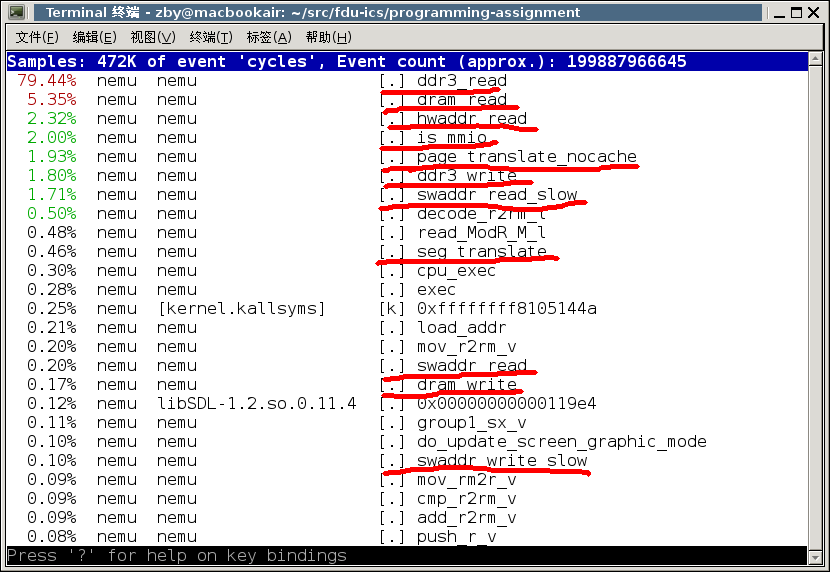 Terminal 终端 - zby@macbookair: ~/src/fdu-ics/programming-assignment
文件(F) 编辑(E) 视图(V) 终端(T) 标签(A) 帮助(H)
Samples: 472K of event 'cycles', Event count (approx.): 199887966645
79.44% nemu nemu [.] ddr3_read
5.35% nemu nemu [.] dram_read
2.32% nemu nemu [.] hwaddr_read
2.00% nemu nemu [.] is_mmio
1.93% nemu nemu [.] page_translate_nocache
1.80% nemu nemu [.] ddr3_write
1.71% nemu nemu [.] swaddr_read_slow
0.50% nemu nemu [.] decode_r2rm_l
0.48% nemu nemu [.] read_ModR_M_l
0.46% nemu nemu [.] seg_translate
0.30% nemu nemu [.] cpu_exec
0.28% nemu nemu [.] exec
0.25% nemu [kernel.kallsyms] [k] 0xffffffff8105144a
0.21% nemu nemu [.] load_addr
0.20% nemu nemu [.] mov_r2rm_v
0.20% nemu nemu [.] swaddr_read
0.17% nemu nemu [.] dram_write
0.12% nemu libSDL-1.2.so.0.11.4 [.] 0x00000000000119e4
0.11% nemu nemu [.] group1_sx_v
0.10% nemu nemu [.] do_update_screen_graphic_mode
0.10% nemu nemu [.] swaddr_write_slow
0.09% nemu nemu [.] mov_rm2r_v
0.09% nemu nemu [.] cmp_r2rm_v
0.09% nemu nemu [.] add_r2rm_v
0.08% nemu nemu [.] push_r_v
Press '?' for help on key bindings